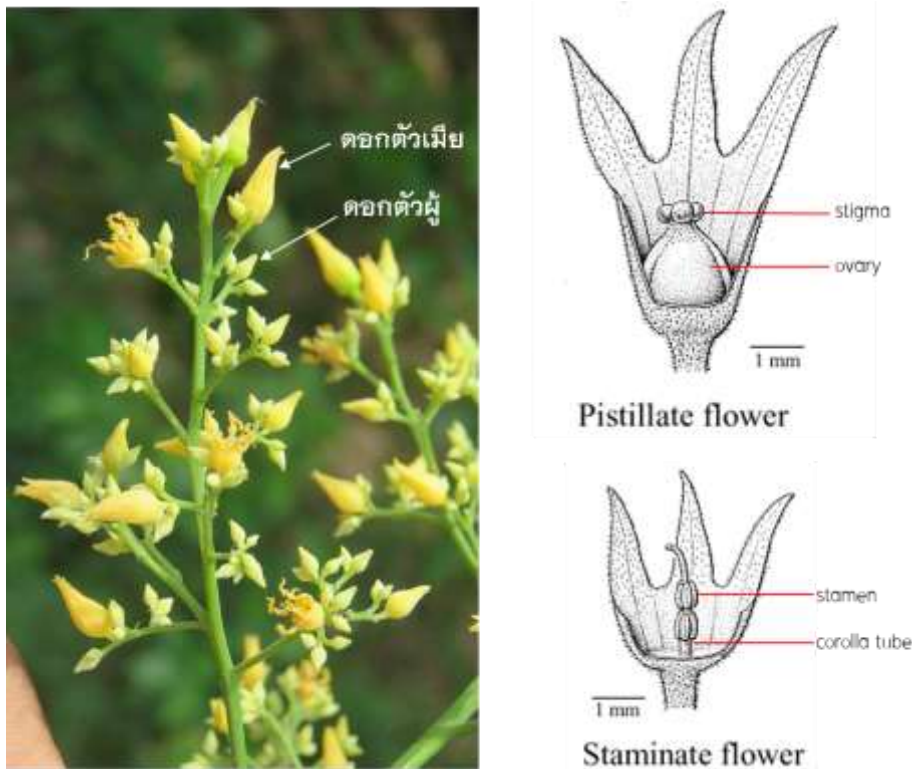 ดอกตัวเมีย
ดอกตัวผู้
stigma
ovary
1 mm
Pistillate flower
stamen
corolla tube
1 mm
Staminate flower